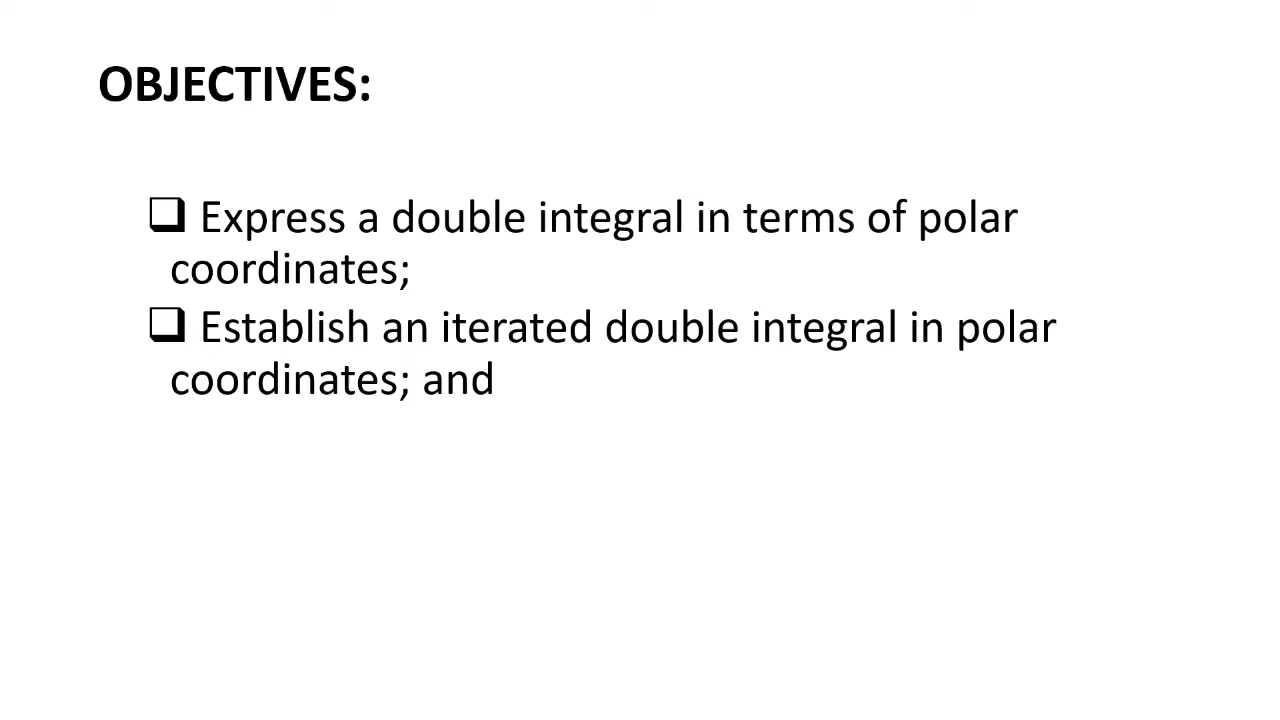 OBJECTIVES:
❑ Express a double integral in terms of polar
coordinates;
❑ Establish an iterated double integral in polar
coordinates; and